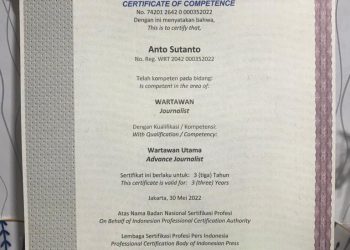 CERTIFICATE OF COMPETENCE
No. 74201 2642 0 000352022
Dengan ini menyatakan bahwa,
This is to certify that,
Anto Sutanto
No. Reg. WRT 2042 000352022
Telah kompeten pada bidang:
Is competent in the area of:
WARTAWAN
Journalist
Dengan Kualifikasi / Kompetensi:
With Qualification / Competency:
Wartawan Utama
Advance Journalist
Sertifikat ini berlaku untuk: 3 (tiga) Tahun
This certificate is valid for: 3 (three) Years
Jakarta, 30 Mei 2022
Atas Nama Badan Nasional Sertifikasi Profesi
On Behalf of Indonesian Professional Certification Authority
Lembaga Sertifikasi Profesi Pers Indonesia
Professional Certification Body of Indonesian Press